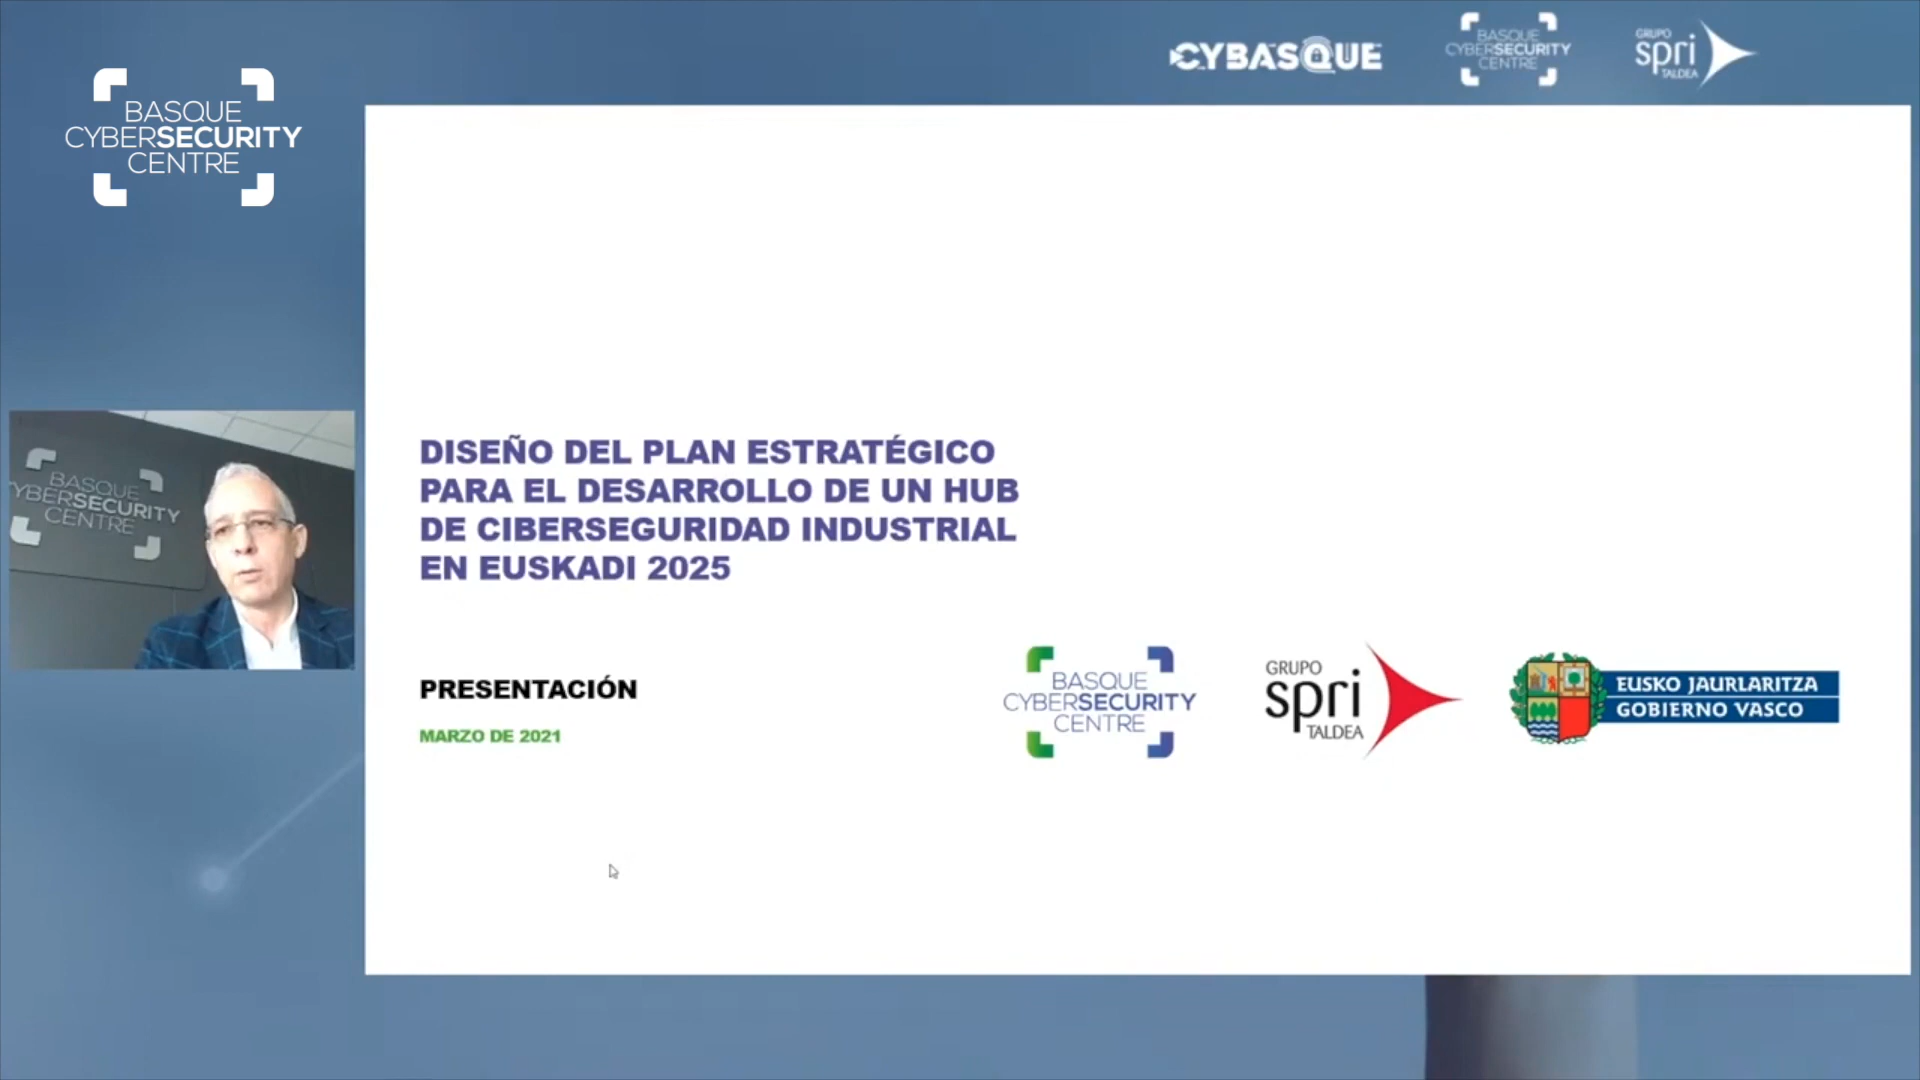 CYBASQUE
BASQUE
CYBERSECURITY
CENTRE
GRUPO
spri
TALDEA
BASQUE
CYBERSECURITY
CENTRE
BASQUE
YBERSECURITY
CENTRE
DISEÑO DEL PLAN ESTRATÉGICO
PARA EL DESARROLLO DE UN HUB
DE CIBERSEGURIDAD INDUSTRIAL
EN EUSKADI 2025
PRESENTACIÓN
MARZO DE 2021
BASQUE
CYBERSECURITY
CENTRE
GRUPO
spri
TALDEA
EUSKO JAURLARITZA
GOBIERNO VASCO